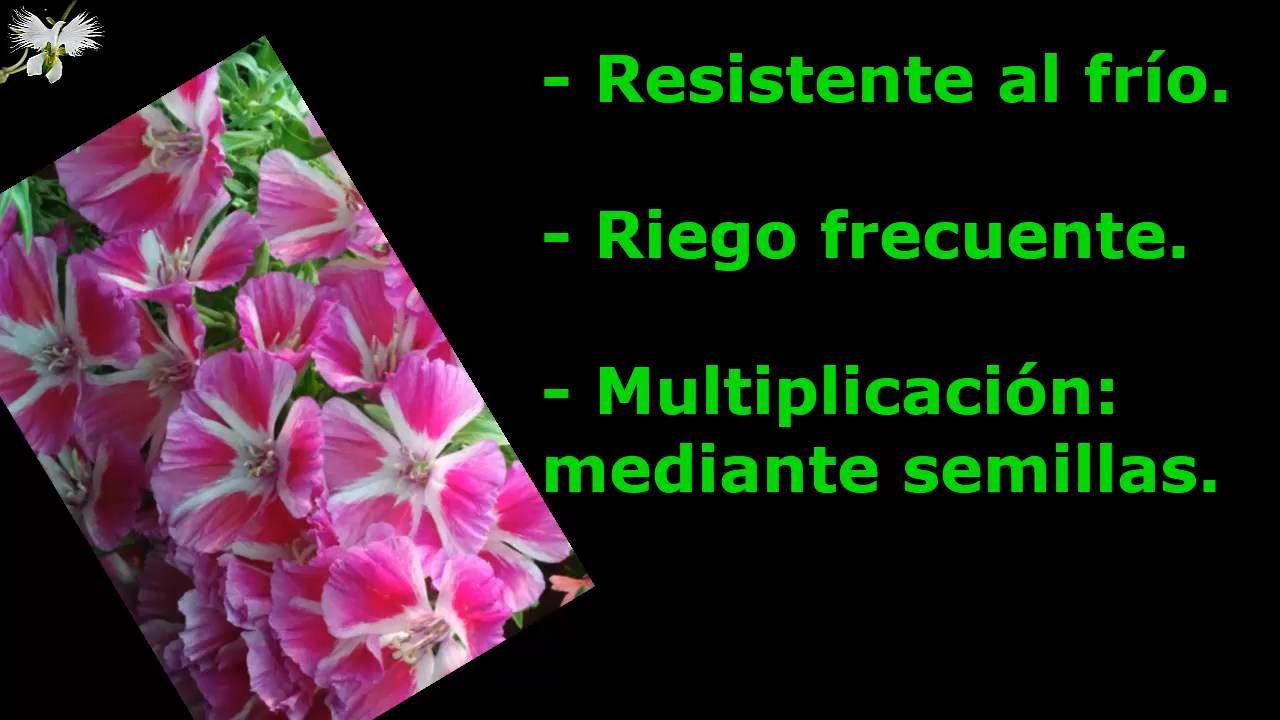 - Resistente al frío.
- Riego frecuente.
- Multiplicación:
mediante semillas.